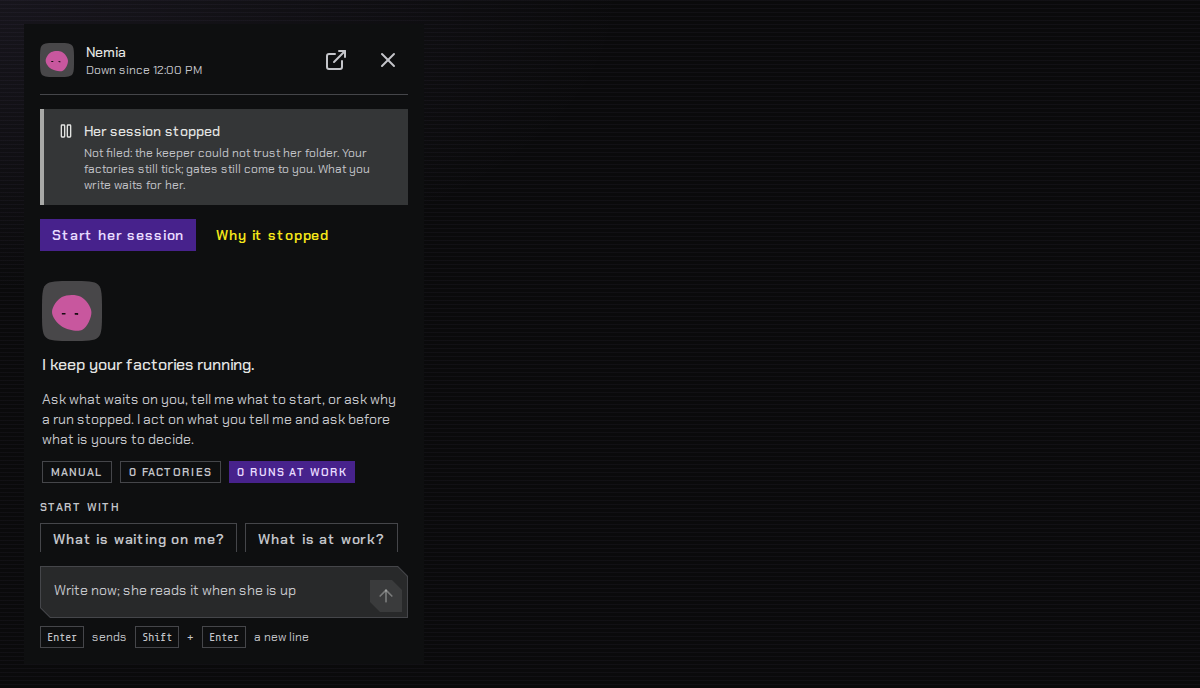 Nemia
Down since 12:00 PM
Her session stopped
Not filed: the keeper could not trust her folder. Your
factories still tick; gates still come to you. What you
write waits for her.
Start her session
Why it stopped
I keep your factories running.
Ask what waits on you, tell me what to start, or ask why
a run stopped. I act on what you tell me and ask before
what is yours to decide.
MANUAL
0 FACTORIES
0 RUNS AT WORK
START WITH
What is waiting on me?
What is at work?
Write now; she reads it when she is up
Enter sends Shift + Enter a new line